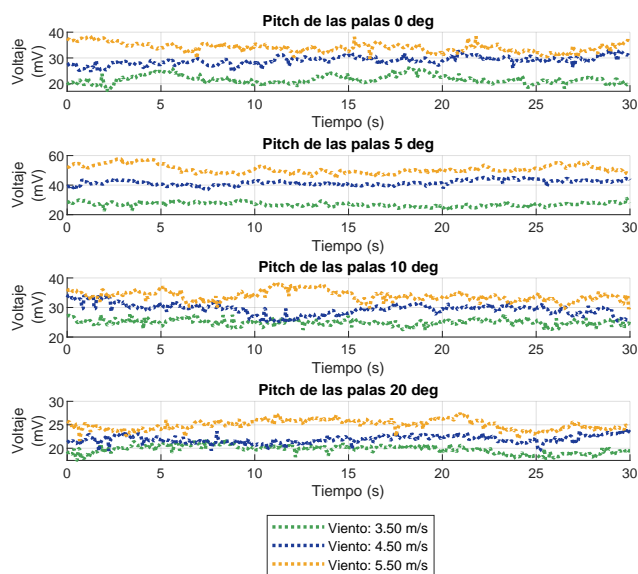 Pitch de las palas 0 deg
40
30
20
Voltaje
(mV)
0 5 10 15 20 25 30
Tiempo (s)
Pitch de las palas 5 deg
60
40
20
Voltaje
(mV)
0 5 10 15 20 25 30
Tiempo (s)
Pitch de las palas 10 deg
40
30
20
Voltaje
(mV)
0 5 10 15 20 25 30
Tiempo (s)
Pitch de las palas 20 deg
30
25
20
Voltaje
(mV)
0 5 10 15 20 25 30
Tiempo (s)
Viento: 3.50 m/s
Viento: 4.50 m/s
Viento: 5.50 m/s